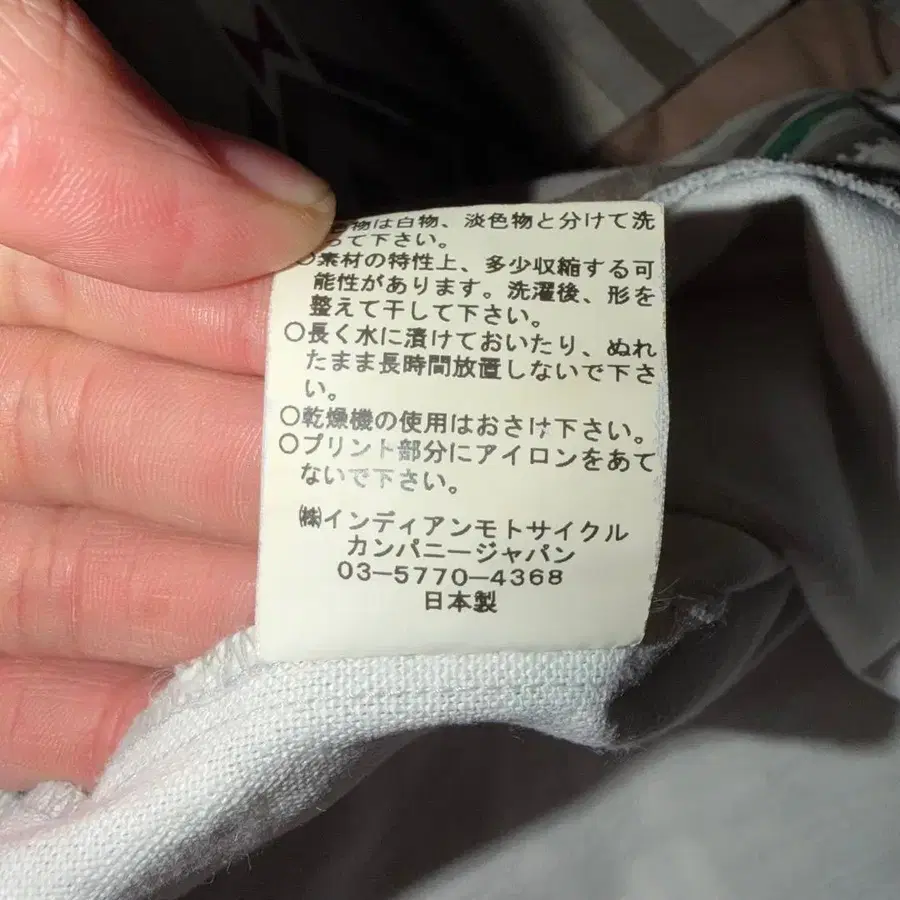 物は白物、淡色物と分けて洗
って下さい。
○素材の特性上、多少収縮する可
能性があります。洗濯後、形を
整えて干して下さい。
○長く水に漬けておいたり、ぬれ
たまま長時間放置しないで下さ
い。
○乾燥機の使用はおさけ下さい。
○プリント部分にアイロンをあて
ないで下さい。
㈱インディアンモトサイクル
カンパニージャパン
03-5770-4368
日本製